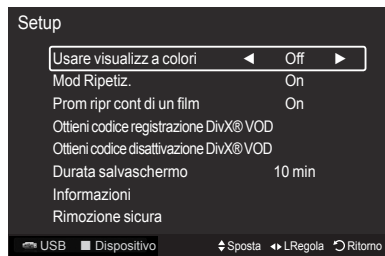 Setup
Usare visualizz a colori ◄ Off ►
Mod Ripetiz. On
Prom ripr cont di un film On
Ottieni codice registrazione DivX® VOD
Ottieni codice disattivazione DivX® VOD
Durata salvaschermo 10 min
Informazioni
Rimozione sicura
USB Dispositivo Sposta LRegola Ritorno